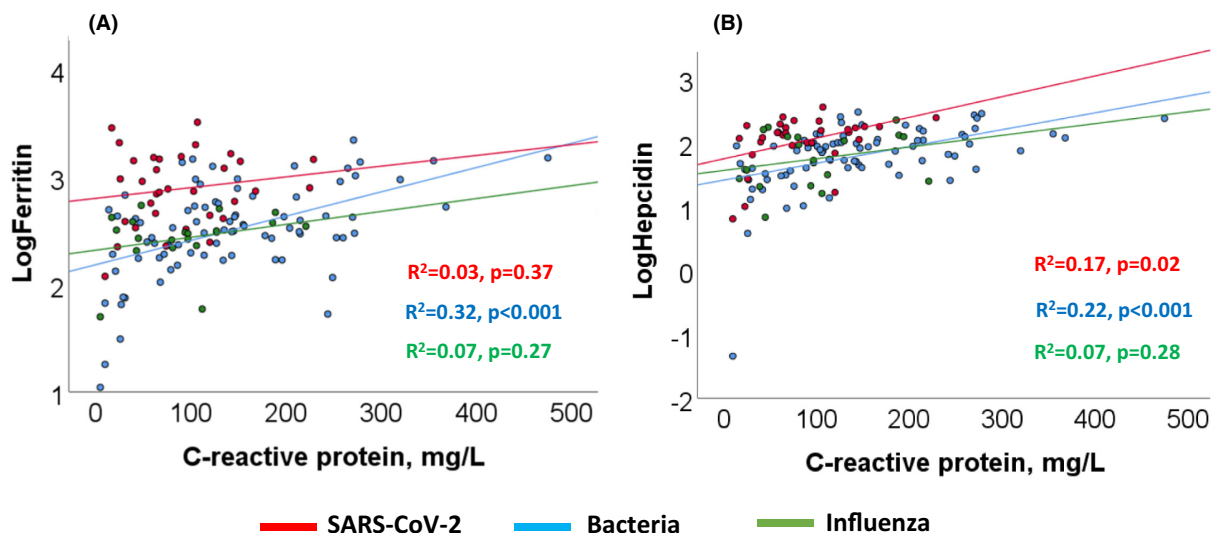 (A)
LogFerritin
4
3
2
1
R²=0.03, p=0.37
R²=0.32, p<0.001
R²=0.07, p=0.27
0 100 200 300 400 500
C-reactive protein, mg/L
(B)
LogHepcidin
3
2
1
0
-1
-2
R²=0.17, p=0.02
R²=0.22, p<0.001
R²=0.07, p=0.28
0 100 200 300 400 500
C-reactive protein, mg/L
SARS-CoV-2 Bacteria Influenza